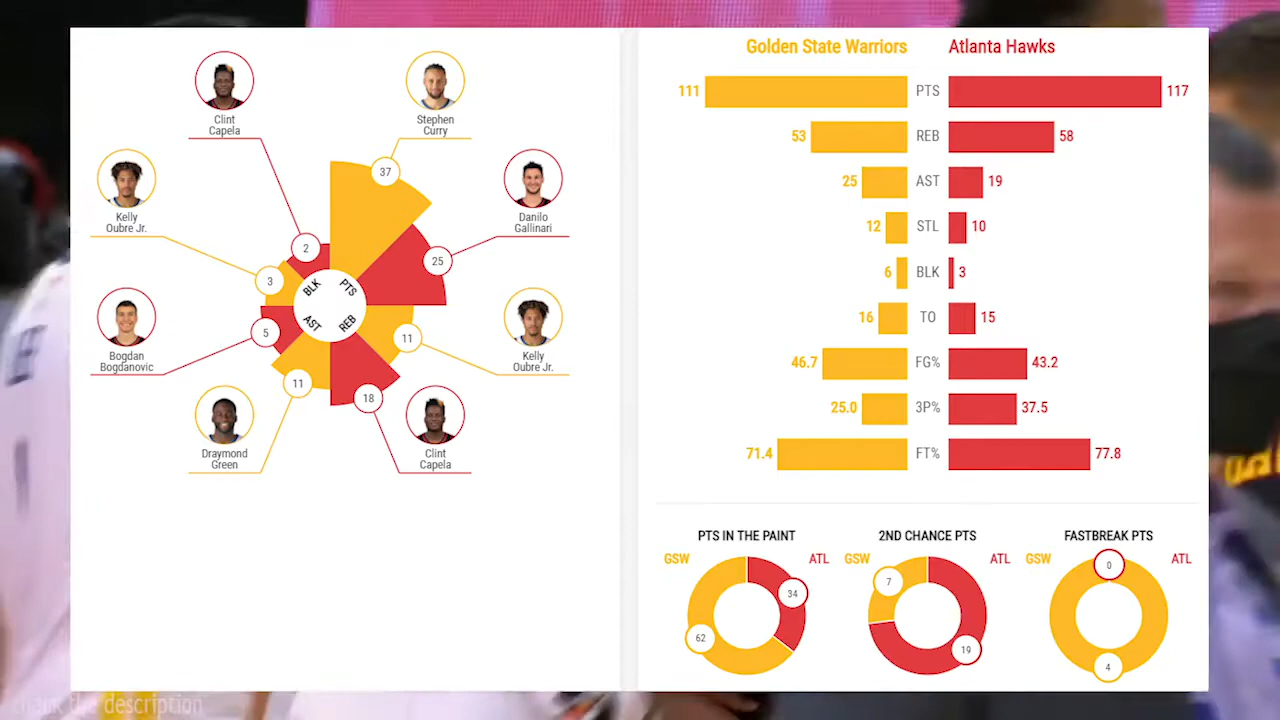 Clint
Capela
Stephen
Curry
37
Kelly
Oubre Jr.
Danilo
Gallinari
2
25
3
BLK
PTS
AST
REB
Bogdan
Bogdanovic
5
11
Kelly
Oubre Jr.
11
18
Draymond
Green
Clint
Capela
Golden State Warriors
Atlanta Hawks
111 PTS 117
53 REB 58
25 AST 19
12 STL 10
6 BLK 3
16 TO 15
46.7 FG% 43.2
25.0 3P% 37.5
71.4 FT% 77.8
PTS IN THE PAINT
GSW
ATL
34
62
2ND CHANCE PTS
GSW
ATL
7
19
FASTBREAK PTS
GSW
ATL
0
4
the description